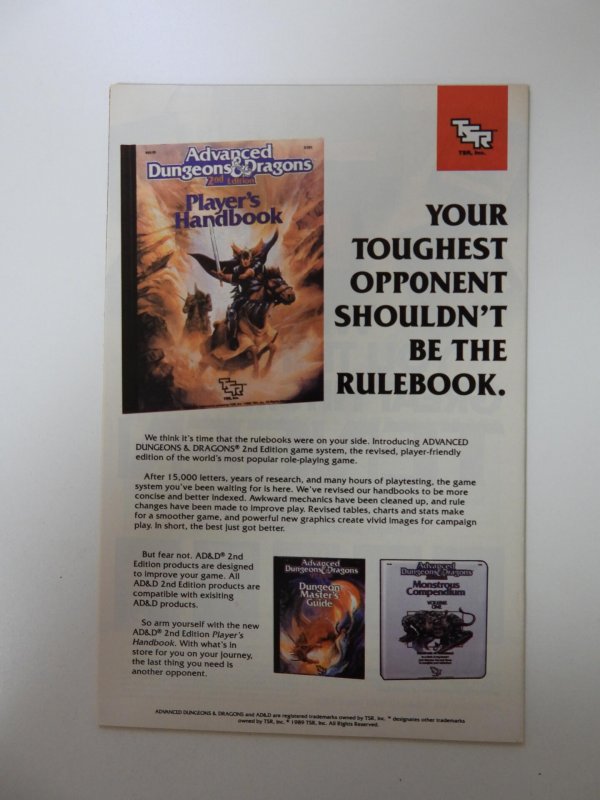 TSR
TSR, Inc.
Advanced
Dungeons & Dragons
2nd Edition
Player's
Handbook
TSR
TSR, Inc.
YOUR
TOUGHEST
OPPONENT
SHOULDN'T
BE THE
RULEBOOK.
We think it's time that the rulebooks were on your side. Introducing ADVANCED
DUNGEONS & DRAGONS® 2nd Edition game system, the revised, player-friendly
edition of the world's most popular role-playing game.
After 15,000 letters, years of research, and many hours of playtesting, the game
system you've been waiting for is here. We've revised our handbooks to be more
concise and better indexed. Awkward mechanics have been cleaned up, and rule
changes have been made to improve play. Revised tables, charts and stats make
for a smoother game, and powerful new graphics create vivid images for campaign
play. In short, the best just got better.
But fear not. AD&D® 2nd
Edition products are designed
to improve your game. All
AD&D 2nd Edition products are
compatible with exisiting
AD&D products.
So arm yourself with the new
AD&D® 2nd Edition Player's
Handbook. With what's in
store for you on your journey,
the last thing you need is
another opponent.
Advanced
Dungeons & Dragons
Dungeon
Master's
Guide
Advanced
Dungeons & Dragons
Monstrous
Compendium
VOLUME
ONE
ADVANCED DUNGEONS & DRAGONS and AD&D are registered trademarks owned by TSR, Inc. ™ designates other trademarks
owned by TSR, Inc. © 1989 TSR, Inc. All Rights Reserved.